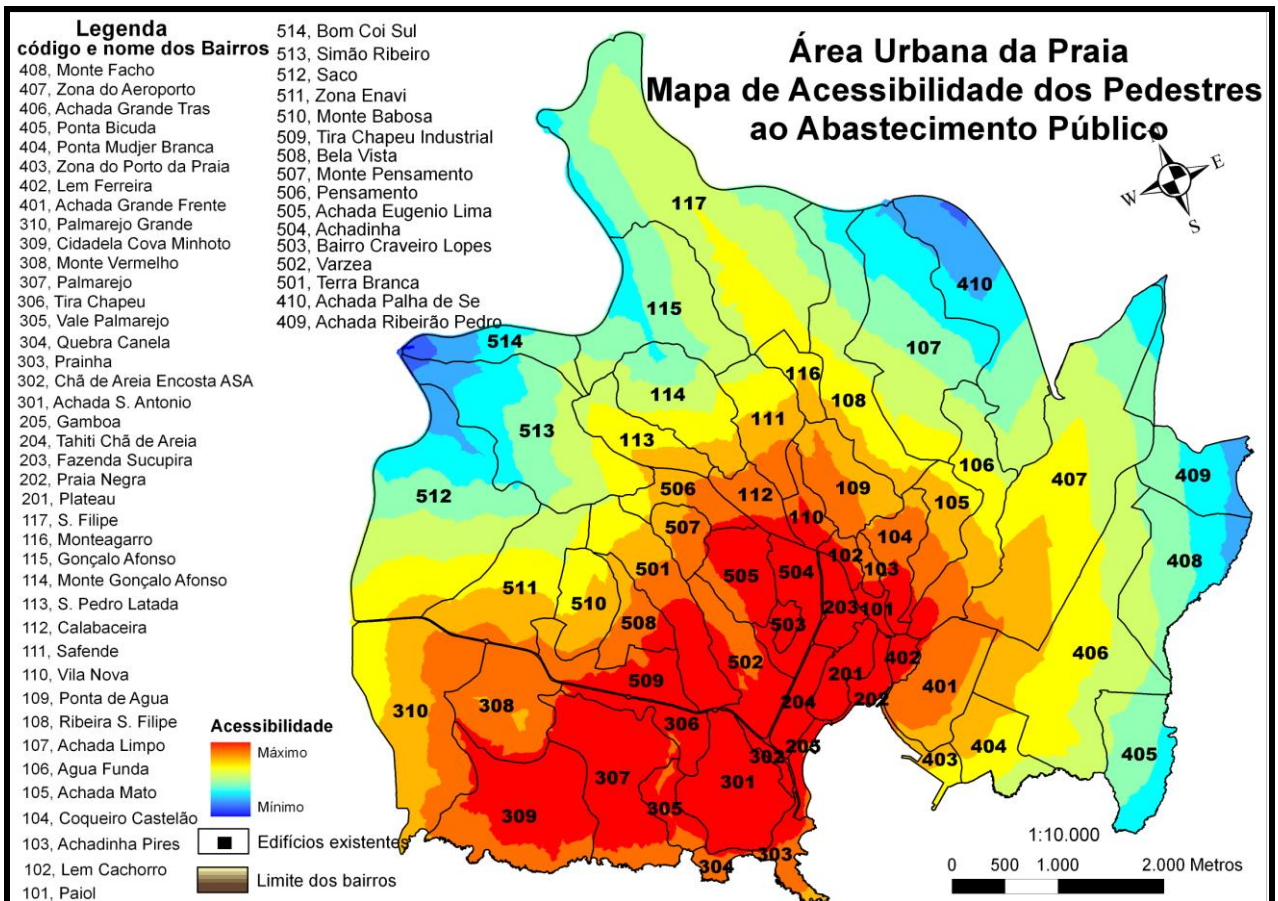 Legenda
código e nome dos Bairros
408, Monte Facho
407, Zona do Aeroporto
406, Achada Grande Tras
405, Ponta Bicuda
404, Ponta Mudjer Branca
403, Zona do Porto da Praia
402, Lem Ferreira
401, Achada Grande Frente
310, Palmarejo Grande
309, Cidadela Cova Minhoto
308, Monte Vermelho
307, Palmarejo
306, Tira Chapeu
305, Vale Palmarejo
304, Quebra Canela
303, Prainha
302, Chã de Areia Encosta ASA
301, Achada S. Antonio
205, Gamboa
204, Tahiti Chã de Areia
203, Fazenda Sucupira
202, Praia Negra
201, Plateau
117, S. Filipe
116, Monteagarro
115, Gonçalo Afonso
114, Monte Gonçalo Afonso
113, S. Pedro Latada
112, Calabaceira
111, Safende
110, Vila Nova
109, Ponta de Agua
108, Ribeira S. Filipe
107, Achada Limpo
106, Agua Funda
105, Achada Mato
104, Coqueiro Castelão
103, Achadinha Pires
102, Lem Cachorro
101, Paiol
514, Bom Coi Sul
513, Simão Ribeiro
512, Saco
511, Zona Enavi
510, Monte Babosa
509, Tira Chapeu Industrial
508, Bela Vista
507, Monte Pensamento
506, Pensamento
505, Achada Eugenio Lima
504, Achadinha
503, Bairro Craveiro Lopes
502, Varzea
501, Terra Branca
410, Achada Palha de Se
409, Achada Ribeirão Pedro
Área Urbana da Praia
Mapa de Acessibilidade dos Pedestres
ao Abastecimento Público
E
W
S
117
410
115
107
514
116
108
114
111
513
113
106
407
409
512
506
112
109
105
507
110
104
408
501
505
504
102
103
511
510
203
101
508
503
406
502
201
402
509
401
310
308
204
202
306
205
404
405
302
403
307
301
305
309
303
304
Acessibilidade
Máximo
Mínimo
Edifícios existentes
Limite dos bairros
1:10.000
0 500 1.000 2.000 Metros